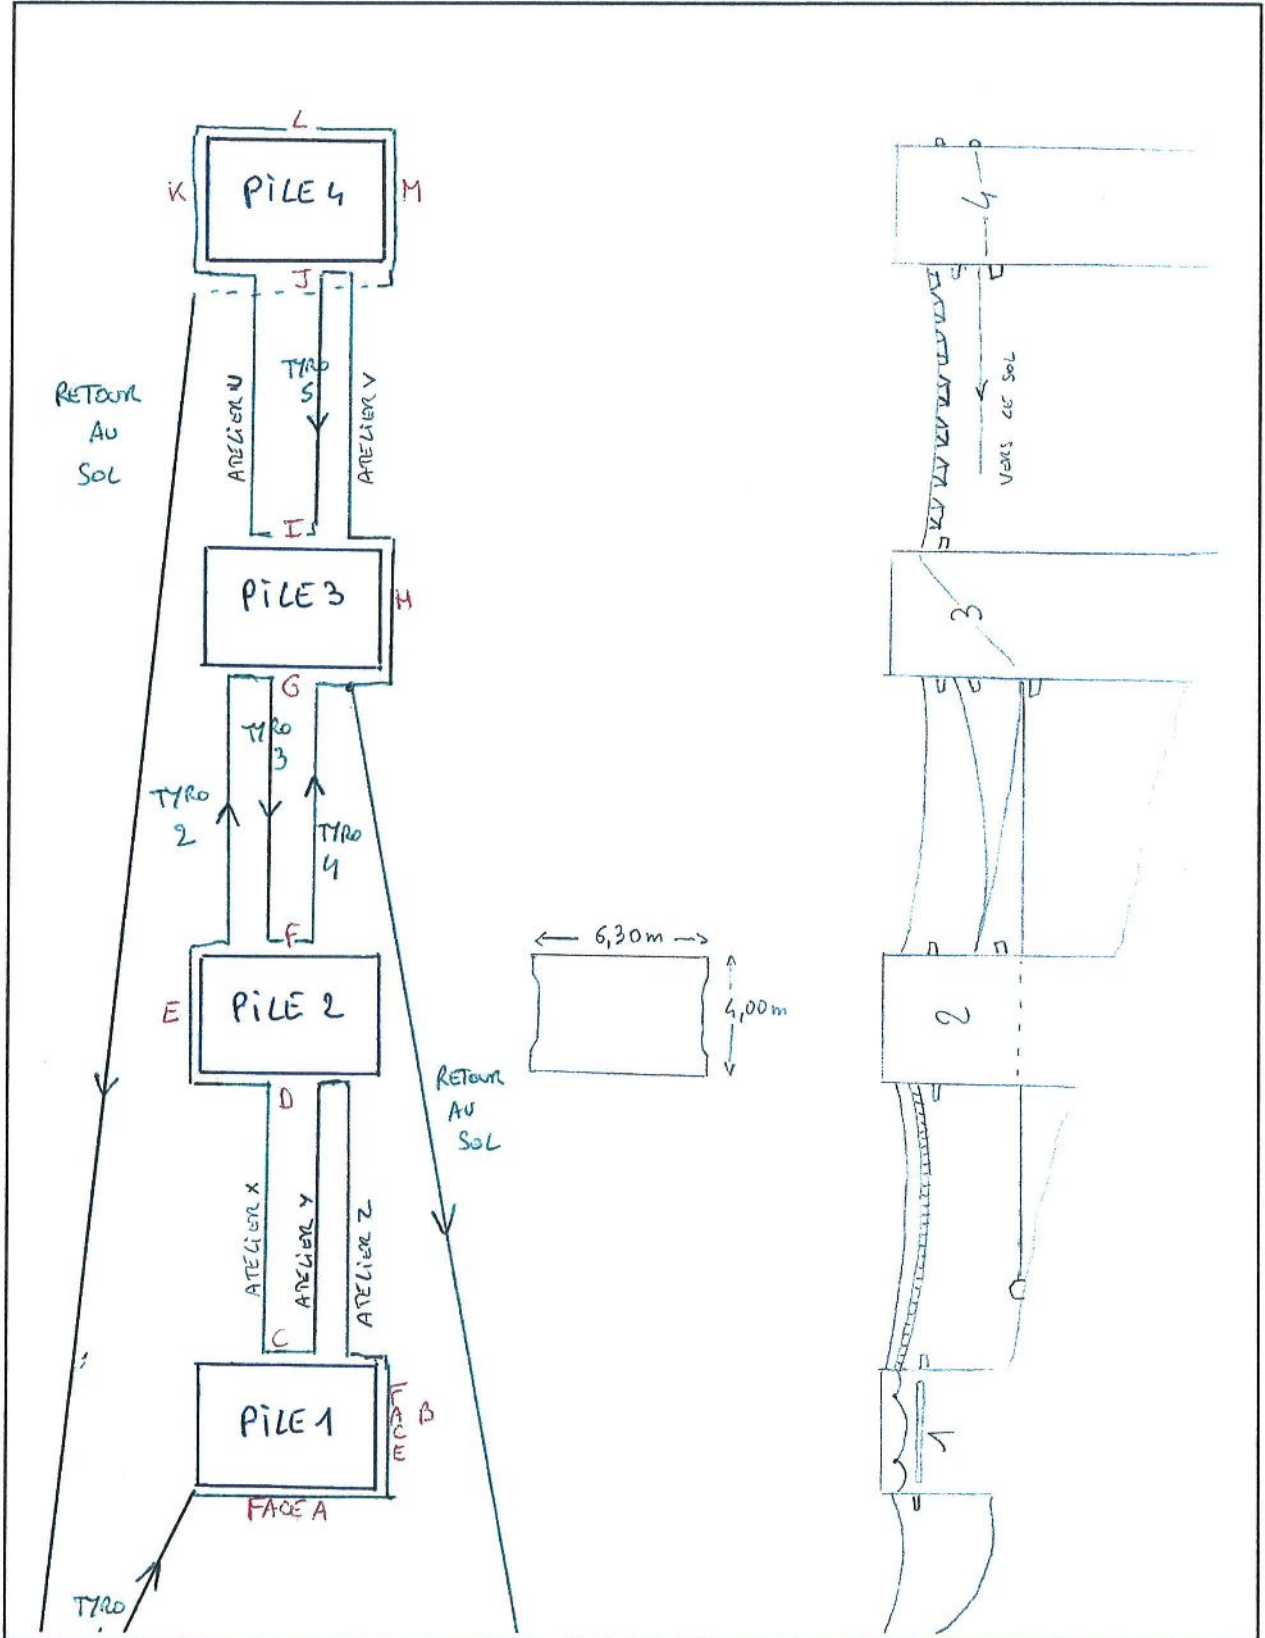 L
K
PILE 4
M
4
J
RETOUR
AU
SOL
TYRO
5
VERS LE SOL
ATELIER V
I
PILE 3
3
G
TYRO
3
TYRO
2
TYRO
4
F
6,30m
E
PILE 2
4,00m
2
D
RETOUR
AU
SOL
ATELIER X
ATELIER Y
ATELIER Z
C
PILE 1
FACE
B
1
FACE A
TYRO